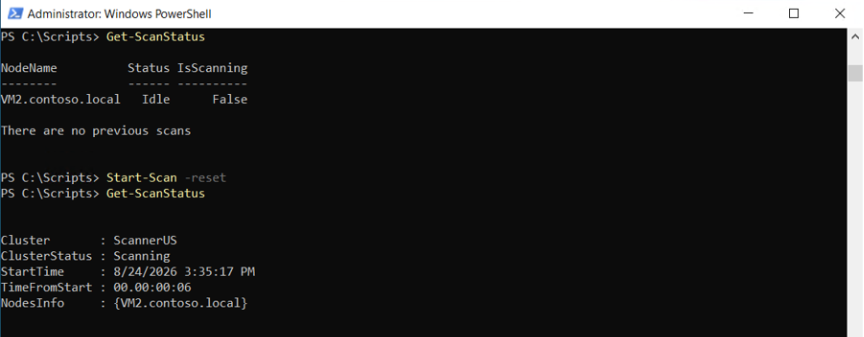 Administrator: Windows PowerShell
PS C:\Scripts> Get-ScanStatus
NodeName Status IsScanning
-------- ------ ----------
VM2.contoso.local Idle False
There are no previous scans
PS C:\Scripts> Start-Scan -reset
PS C:\Scripts> Get-ScanStatus
Cluster : ScannerUS
ClusterStatus : Scanning
StartTime : 8/24/2026 3:35:17 PM
TimeFromStart : 00.00:00:06
NodesInfo : {VM2.contoso.local}